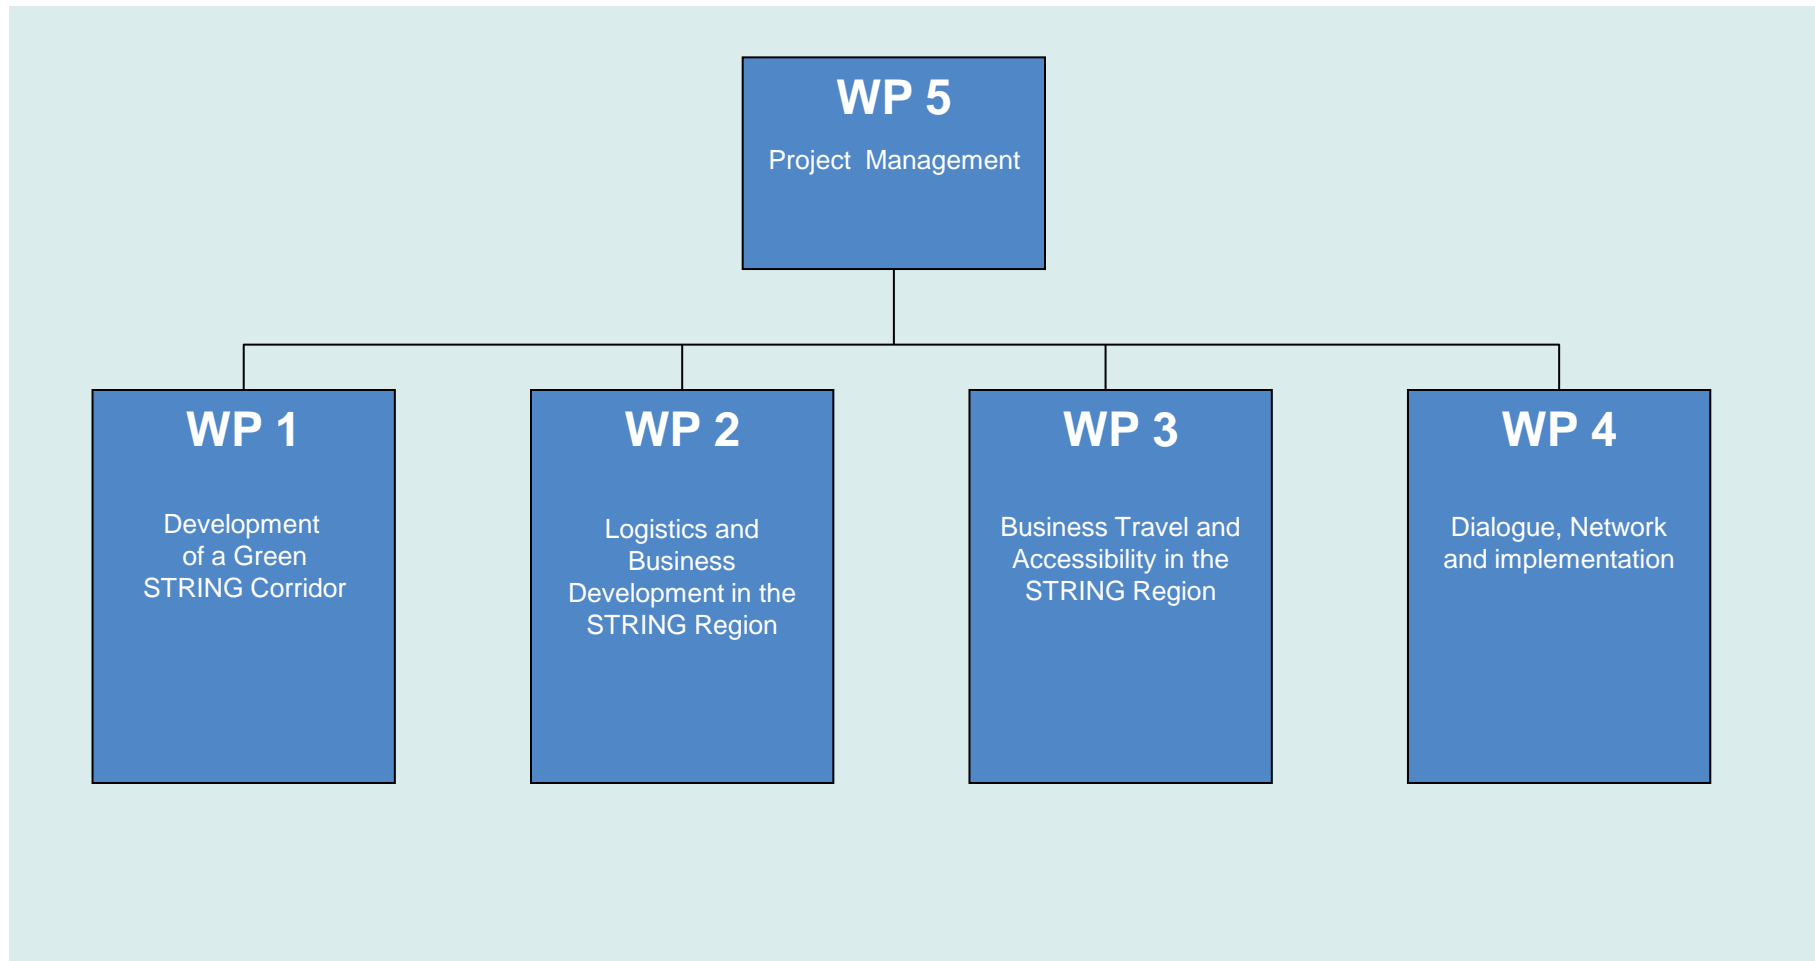 WP 5
Project  Management
WP 1
Development
of a Green
STRING Corridor
WP 2
Logistics and
Business
Development in the
STRING Region
WP 3
Business Travel and
Accessibility in the
STRING Region
WP 4
Dialogue, Network
and implementation